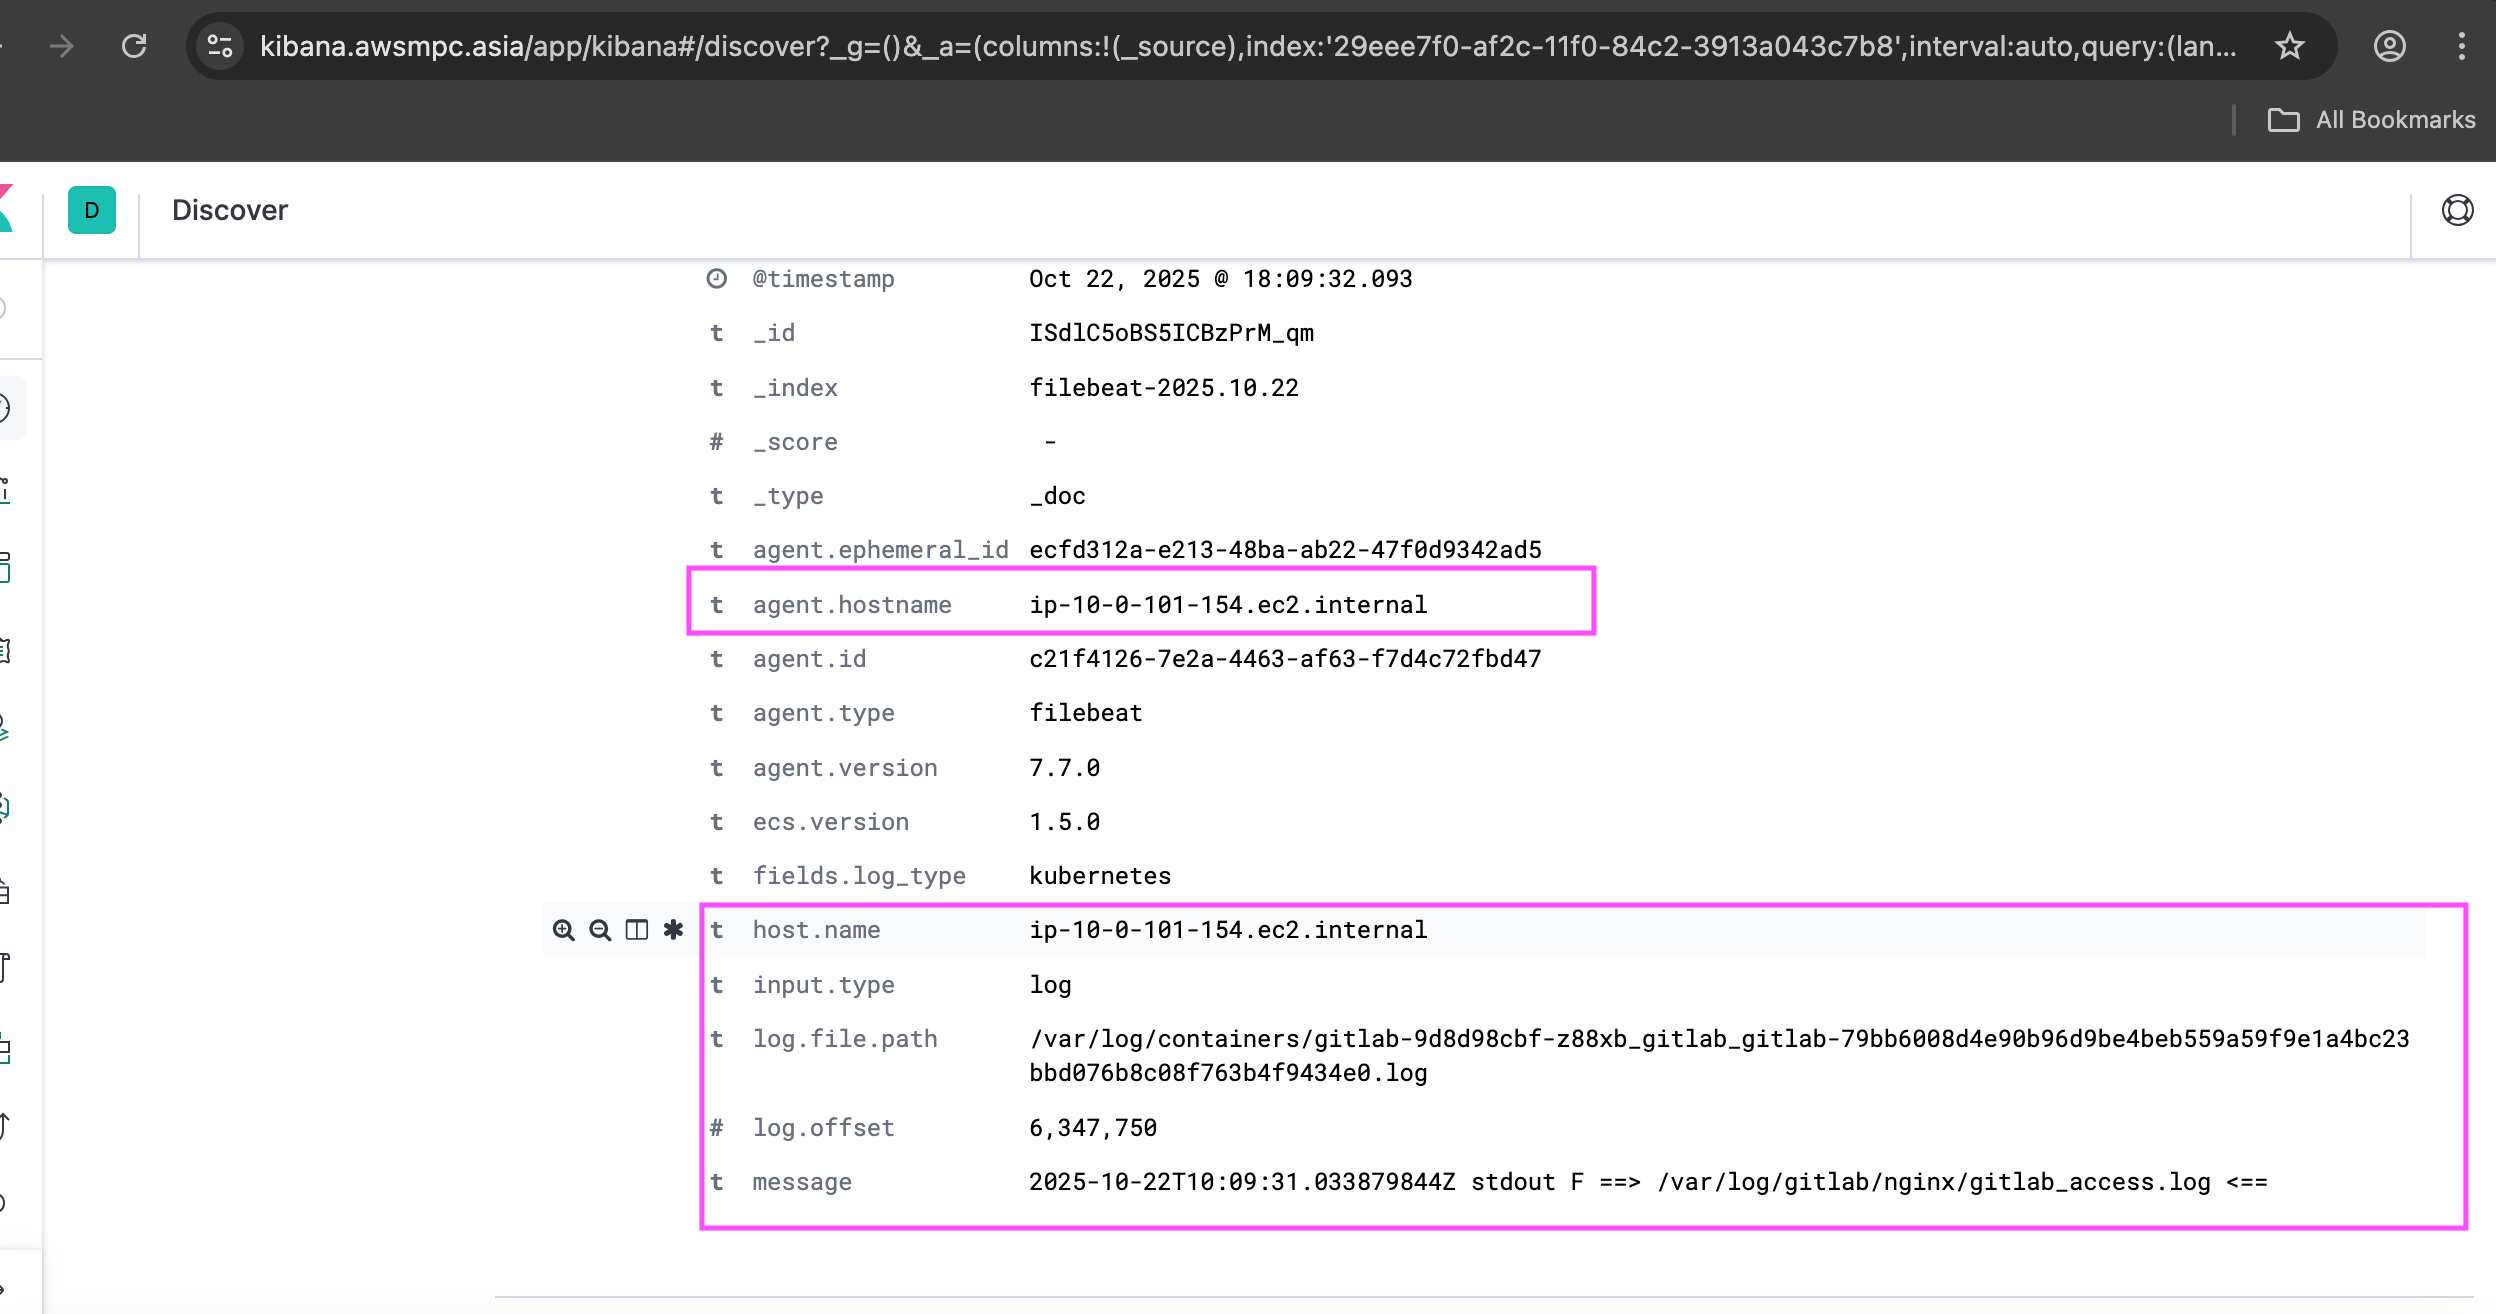 kibana.awsmpc.asia/app/kibana#/discover?_g=()&_a=(columns:!(_source),index:'29eee7f0-af2c-11f0-84c2-3913a043c7b8',interval:auto,query:(lan...
All Bookmarks
D
Discover
@timestamp Oct 22, 2025 @ 18:09:32.093
t _id ISdlC5oBS5ICBzPrM_qm
t _index filebeat-2025.10.22
# _score -
t _type _doc
t agent.ephemeral_id ecfd312a-e213-48ba-ab22-47f0d9342ad5
t agent.hostname ip-10-0-101-154.ec2.internal
t agent.id c21f4126-7e2a-4463-af63-f7d4c72fbd47
t agent.type filebeat
t agent.version 7.7.0
t ecs.version 1.5.0
t fields.log_type kubernetes
t host.name ip-10-0-101-154.ec2.internal
t input.type log
t log.file.path /var/log/containers/gitlab-9d8d98cbf-z88xb_gitlab_gitlab-79bb6008d4e90b96d9be4beb559a59f9e1a4bc23
bbd076b8c08f763b4f9434e0.log
# log.offset 6,347,750
t message 2025-10-22T10:09:31.033879844Z stdout F ==> /var/log/gitlab/nginx/gitlab_access.log <==